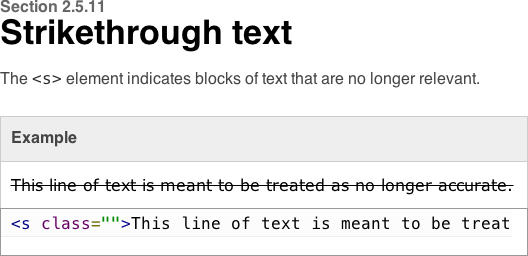 Section 2.5.11
Strikethrough text
The <s> element indicates blocks of text that are no longer relevant.
Example
This line of text is meant to be treated as no longer accurate.
<s class="">This line of text is meant to be treat